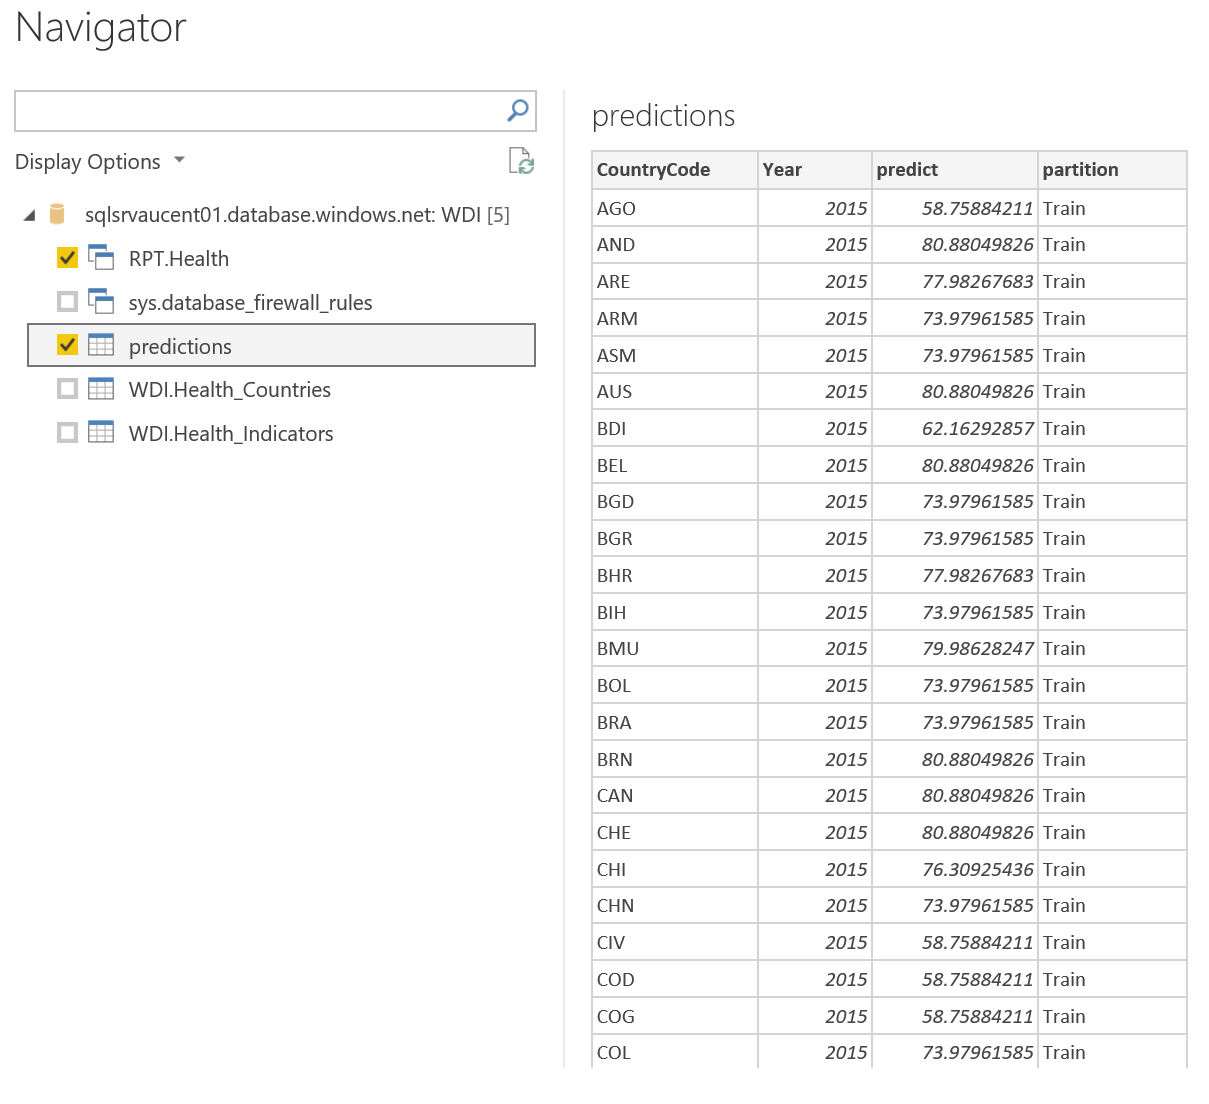 Navigator
Display Options
sqlsrvaucent01.database.windows.net: WDI [5]
RPT.Health
sys.database_firewall_rules
predictions
WDI.Health_Countries
WDI.Health_Indicators
predictions
CountryCode Year predict partition
AGO 2015 58.75884211 Train
AND 2015 80.88049826 Train
ARE 2015 77.98267683 Train
ARM 2015 73.97961585 Train
ASM 2015 73.97961585 Train
AUS 2015 80.88049826 Train
BDI 2015 62.16292857 Train
BEL 2015 80.88049826 Train
BGD 2015 73.97961585 Train
BGR 2015 73.97961585 Train
BHR 2015 77.98267683 Train
BIH 2015 73.97961585 Train
BMU 2015 79.98628247 Train
BOL 2015 73.97961585 Train
BRA 2015 73.97961585 Train
BRN 2015 80.88049826 Train
CAN 2015 80.88049826 Train
CHE 2015 80.88049826 Train
CHI 2015 76.30925436 Train
CHN 2015 73.97961585 Train
CIV 2015 58.75884211 Train
COD 2015 58.75884211 Train
COG 2015 58.75884211 Train
COL 2015 73.97961585 Train